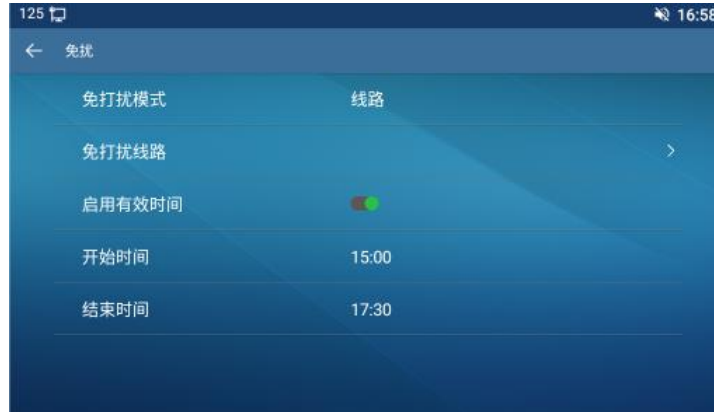 125 16:58
免扰
免打扰模式 线路
免打扰线路
启用有效时间
开始时间 15:00
结束时间 17:30